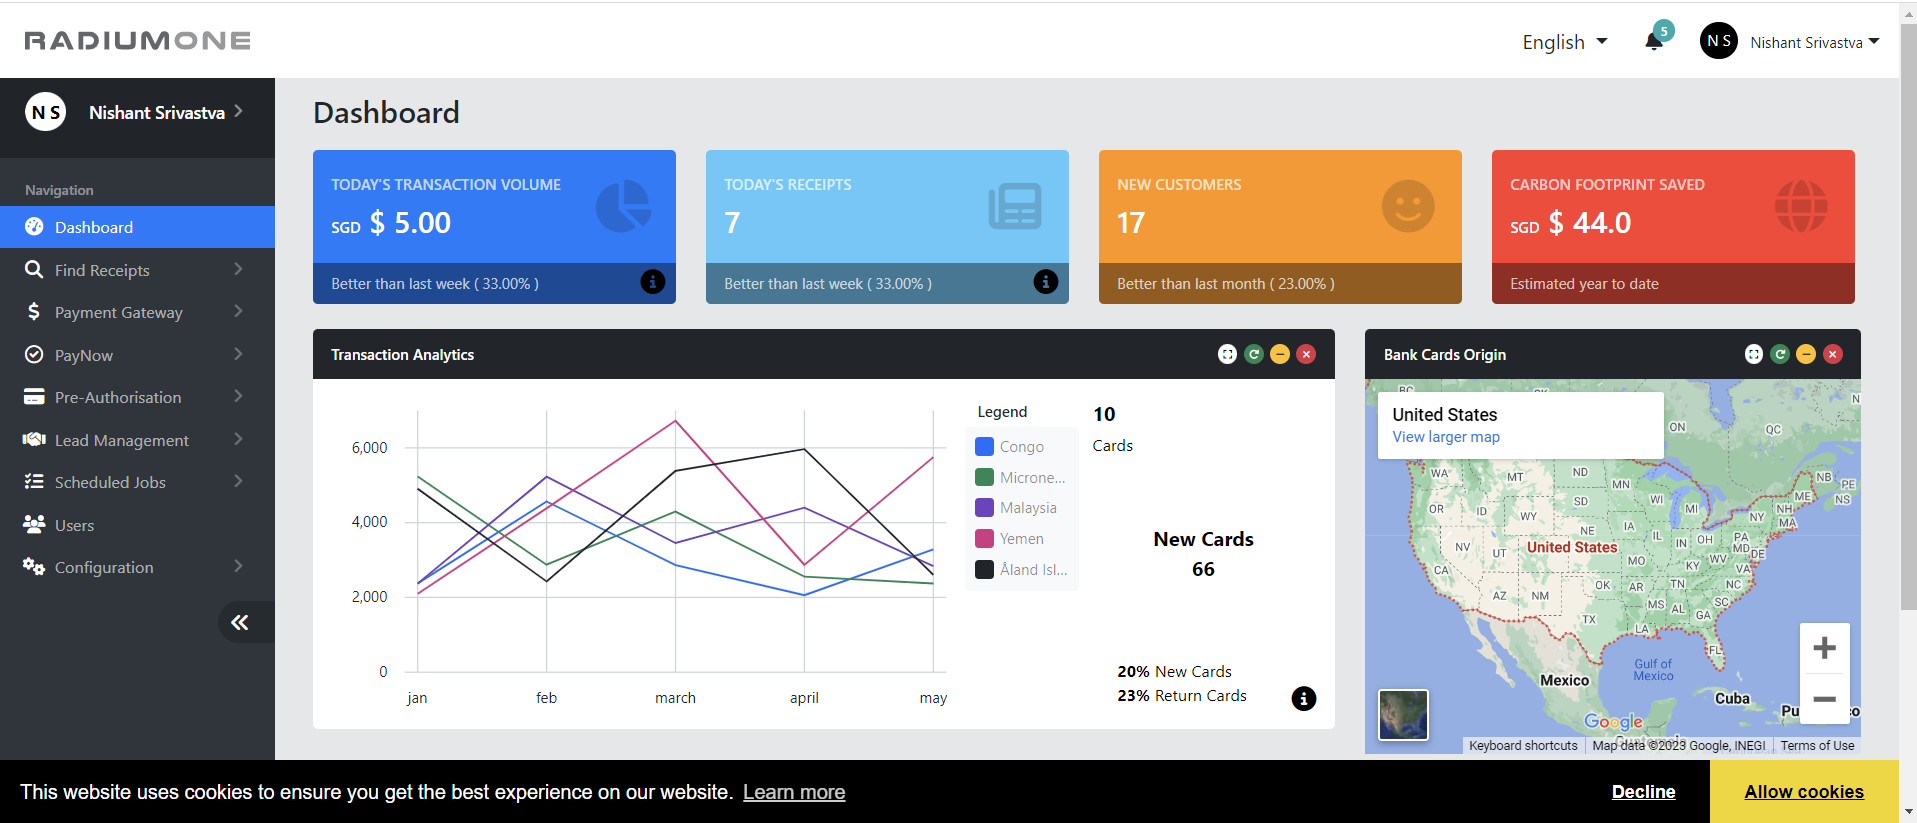 RADIUMONE
English
5
N S
Nishant Srivastva
N S
Nishant Srivastva
Navigation
Dashboard
Find Receipts
Payment Gateway
PayNow
Pre-Authorisation
Lead Management
Scheduled Jobs
Users
Configuration
Dashboard
TODAY'S TRANSACTION VOLUME
SGD $ 5.00
Better than last week ( 33.00% )
TODAY'S RECEIPTS
7
Better than last week ( 33.00% )
NEW CUSTOMERS
17
Better than last month ( 23.00% )
CARBON FOOTPRINT SAVED
SGD $ 44.0
Estimated year to date
Transaction Analytics
6,000
4,000
2,000
0
jan feb march april may
Legend
Congo
Microne...
Malaysia
Yemen
Åland Isl...
10
Cards
New Cards
66
20% New Cards
23% Return Cards
Bank Cards Origin
United States
View larger map
BC
ON
QC
NB
PE
NS
WA
MT
ND
MN
WI
MI
ME
NH
NY
MA
OR
ID
WY
SD
NE
IA
IL
IN
OH
PA
MD
DE
NV
UT
United States
MO
KY
WV
VA
CA
AZ
NM
OK
AR
TN
NC
MS
AL
GA
SC
TX
LA
FL
Gulf of
Mexico
Mexico
Cuba
Google
Keyboard shortcuts
Map data ©2023 Google, INEGI
Terms of Use
This website uses cookies to ensure you get the best experience on our website. Learn more
Decline
Allow cookies